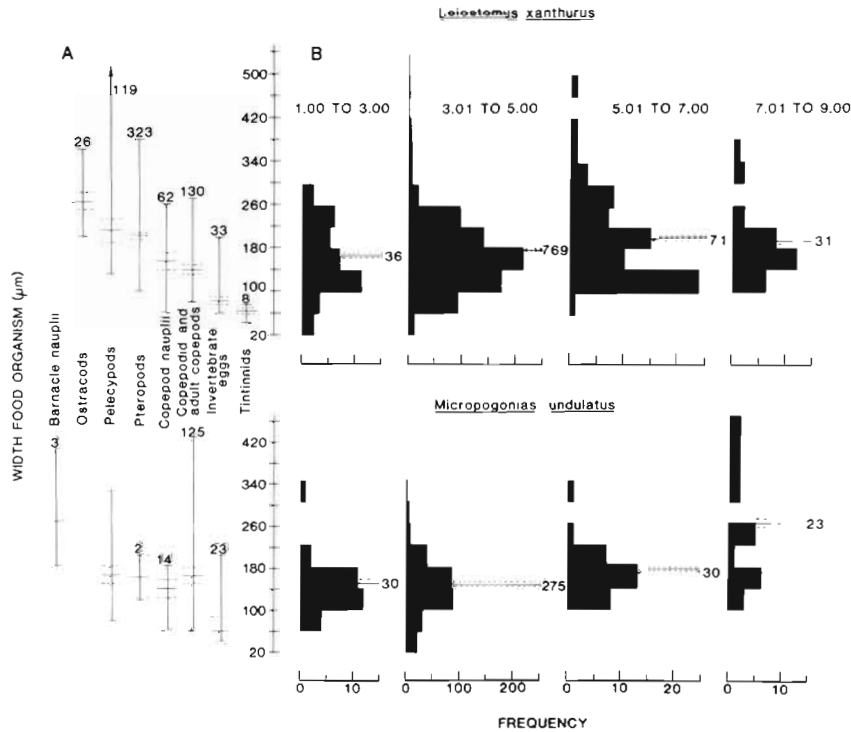 Leiostomus xanthurus
A
B
1.00 TO 3.00
3.01 TO 5.00
5.01 TO 7.00
7.01 TO 9.00
500
420
340
260
180
100
20
26
119
323
62
130
33
8
36
769
71
31
WIDTH FOOD ORGANISM (µm)
Barnacle nauplii
Ostracods
Pelecypods
Pteropods
Copepod nauplii
Copepodid and
adult copepods
Invertebrate
eggs
Tintinnids
Micropogonias undulatus
3
2
14
125
23
420
340
260
180
100
20
30
275
30
23
0
10
0
100
200
0
10
20
0
10
FREQUENCY